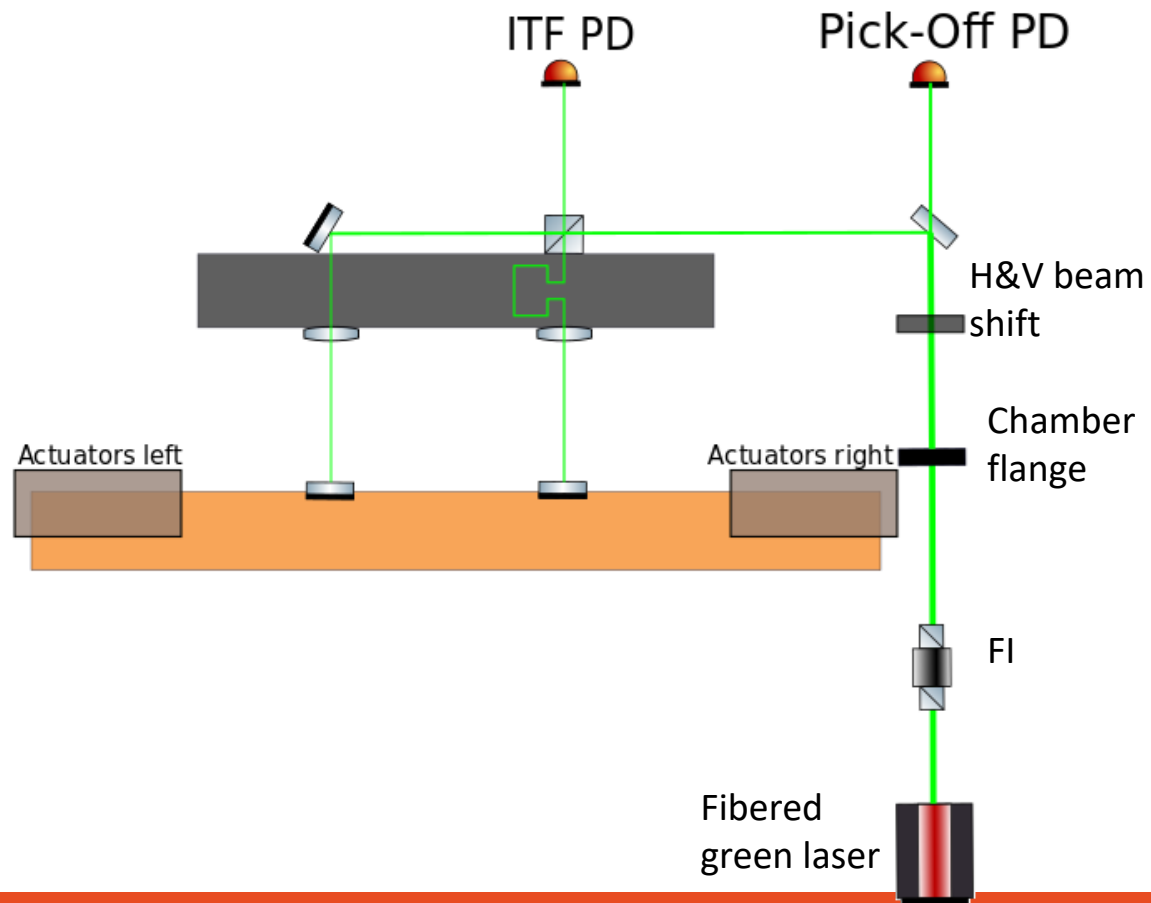 ITF PD
Pick-Off PD
H&V beam
shift
Chamber
flange
Actuators left
Actuators right
FI
Fibered
green laser